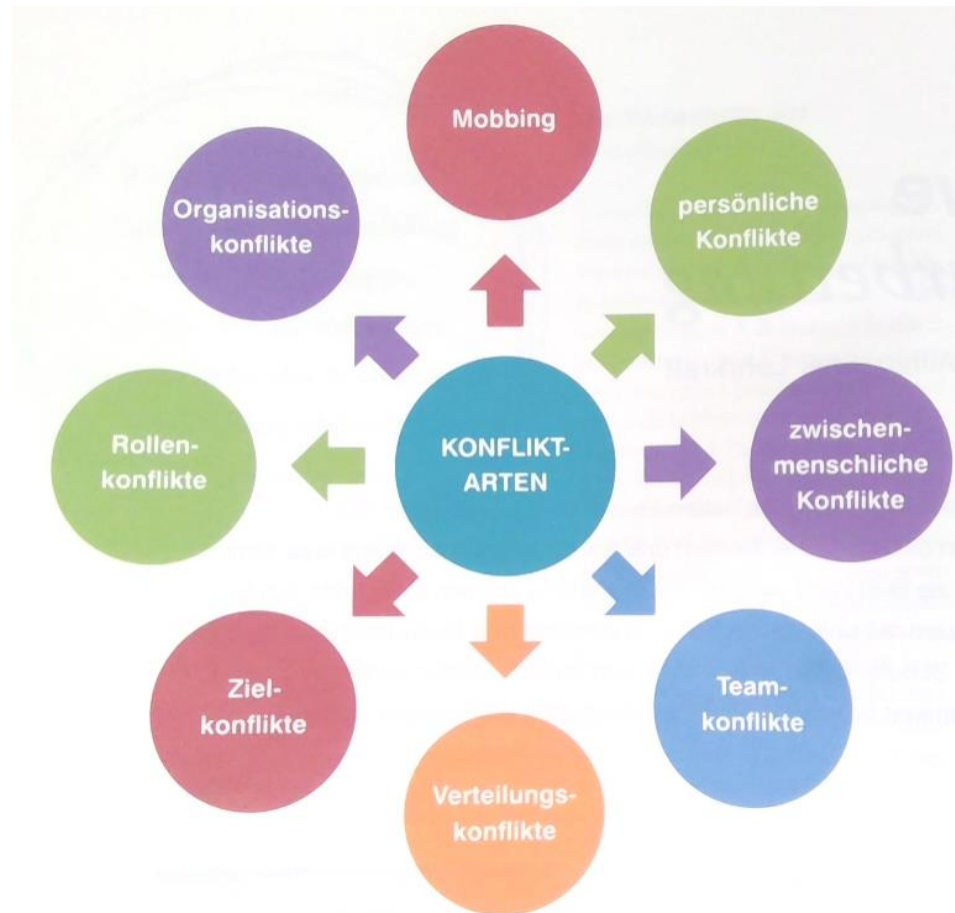 Mobbing
persönliche
Konflikte
zwischen-
menschliche
Konflikte
Team-
konflikte
Verteilungs-
konflikte
Ziel-
konflikte
Rollen-
konflikte
Organisations-
konflikte
KONFLIKT-
ARTEN